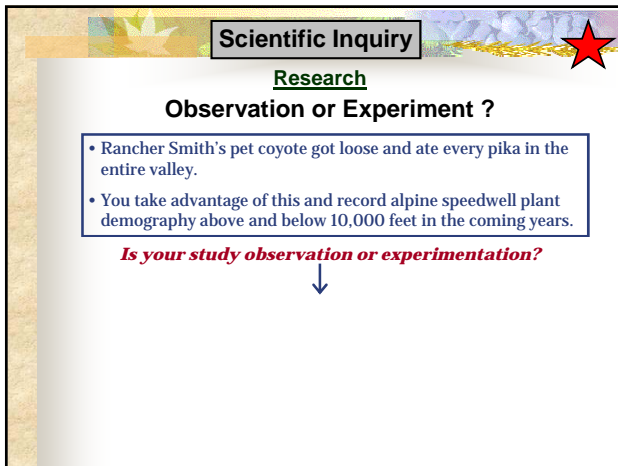 Scientific Inquiry
Research
Observation or Experiment ?
• Rancher Smith's pet coyote got loose and ate every pika in the
entire valley.
• You take advantage of this and record alpine speedwell plant
demography above and below 10,000 feet in the coming years.
Is your study observation or experimentation?